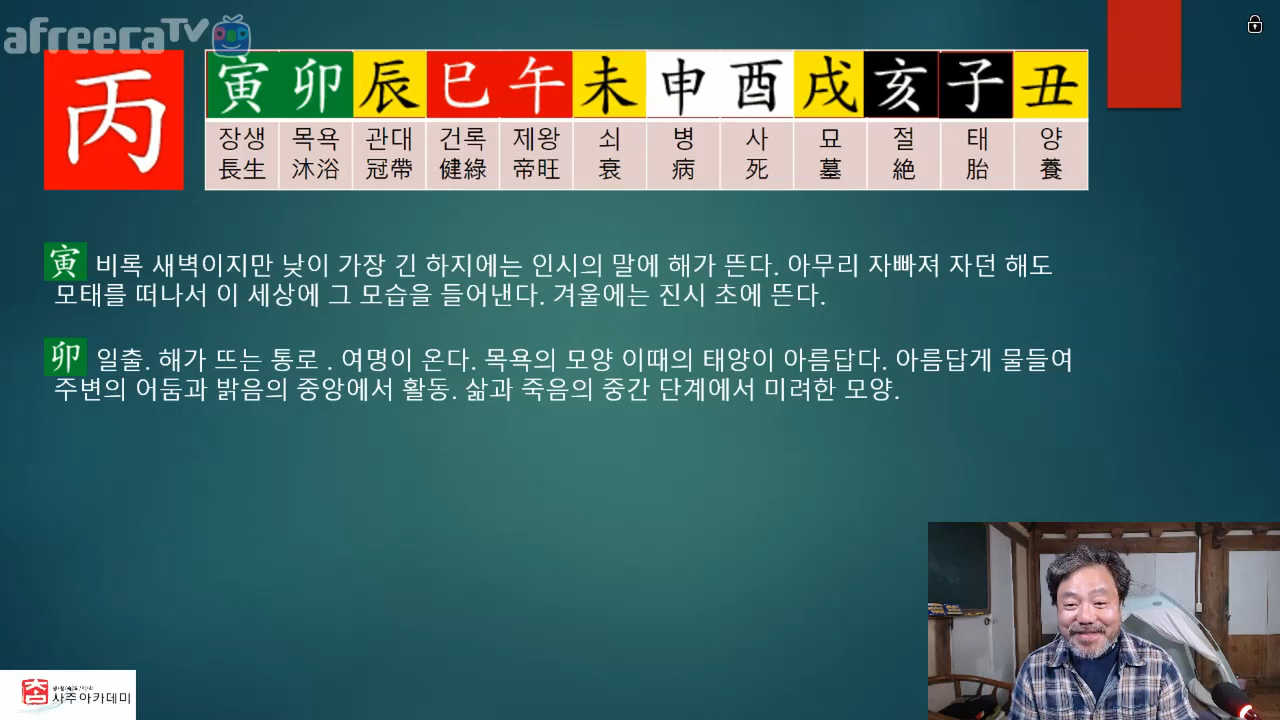 afreecaTV
丙
寅 卯 辰 巳 午 未 申 酉 戌 亥 子 丑
장생 목욕 관대 건록 제왕 쇠 병 사 묘 절 태 양
長生 沐浴 冠帶 健綠 帝旺 衰 病 死 墓 絶 胎 養
寅 비록 새벽이지만 낮이 가장 긴 하지에는 인시의 말에 해가 뜬다. 아무리 자빠져 자던 해도
모태를 떠나서 이 세상에 그 모습을 들어낸다. 겨울에는 진시 초에 뜬다.
卯 일출. 해가 뜨는 통로 . 여명이 온다. 목욕의 모양 이때의 태양이 아름답다. 아름답게 물들여
주변의 어둠과 밝음의 중앙에서 활동. 삶과 죽음의 중간 단계에서 미려한 모양.
사주아카데미